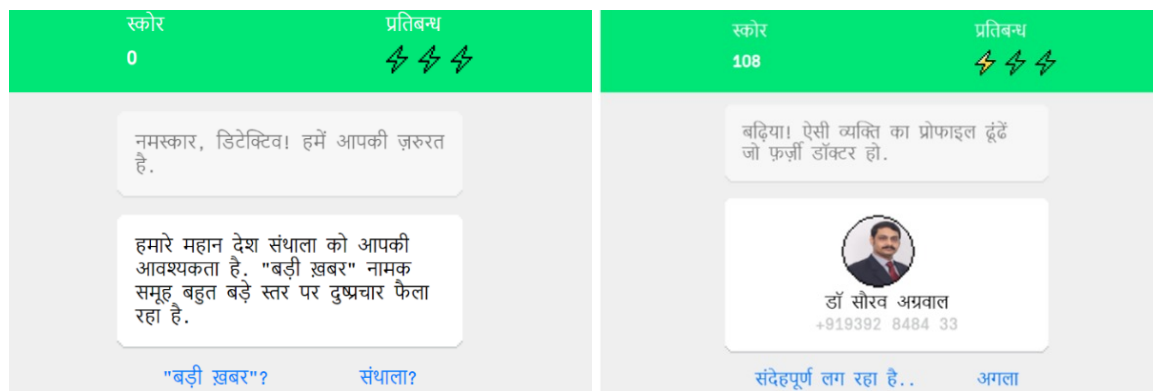 स्कोर प्रतिबन्ध
0
नमस्कार, डिटेक्टिव! हमें आपकी ज़रुरत
है.
हमारे महान देश संथाला को आपकी
आवश्यकता है. "बड़ी ख़बर" नामक
समूह बहुत बड़े स्तर पर दुष्प्रचार फैला
रहा है.
"बड़ी ख़बर"? संथाला?
स्कोर प्रतिबन्ध
108
बढ़िया! ऐसी व्यक्ति का प्रोफाइल ढूंढें
जो फ़र्ज़ी डॉक्टर हो.
डॉ सौरव अग्रवाल
+919392 8484 33
संदेहपूर्ण लग रहा है.. अगला